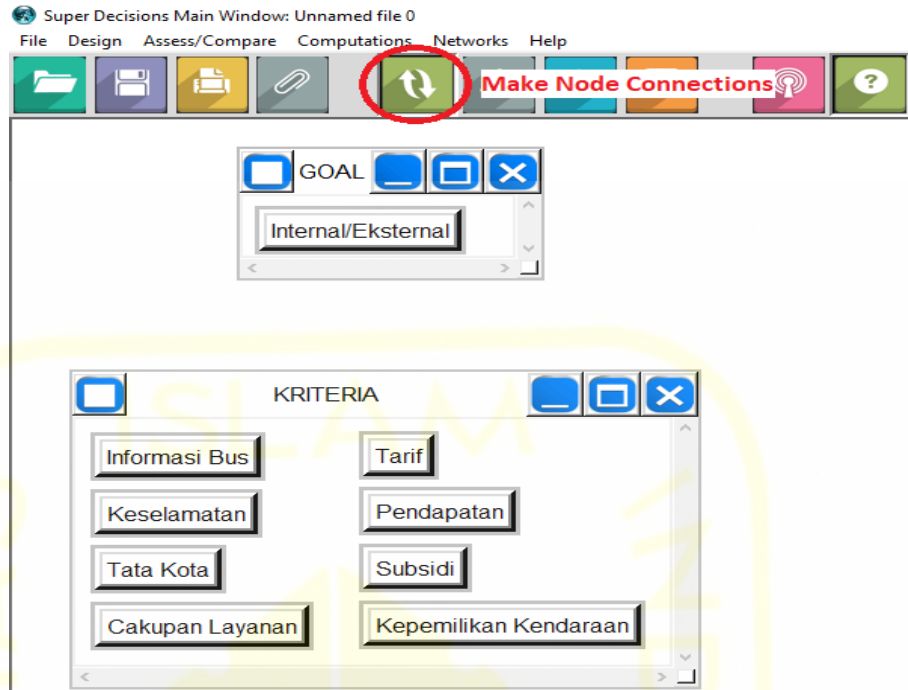 Super Decisions Main Window: Unnamed file 0
File Design Assess/Compare Computations Networks Help
Make Node Connections
GOAL
Internal/Eksternal
KRITERIA
Informasi Bus
Tarif
Keselamatan
Pendapatan
Tata Kota
Subsidi
Cakupan Layanan
Kepemilikan Kendaraan
ISLAM